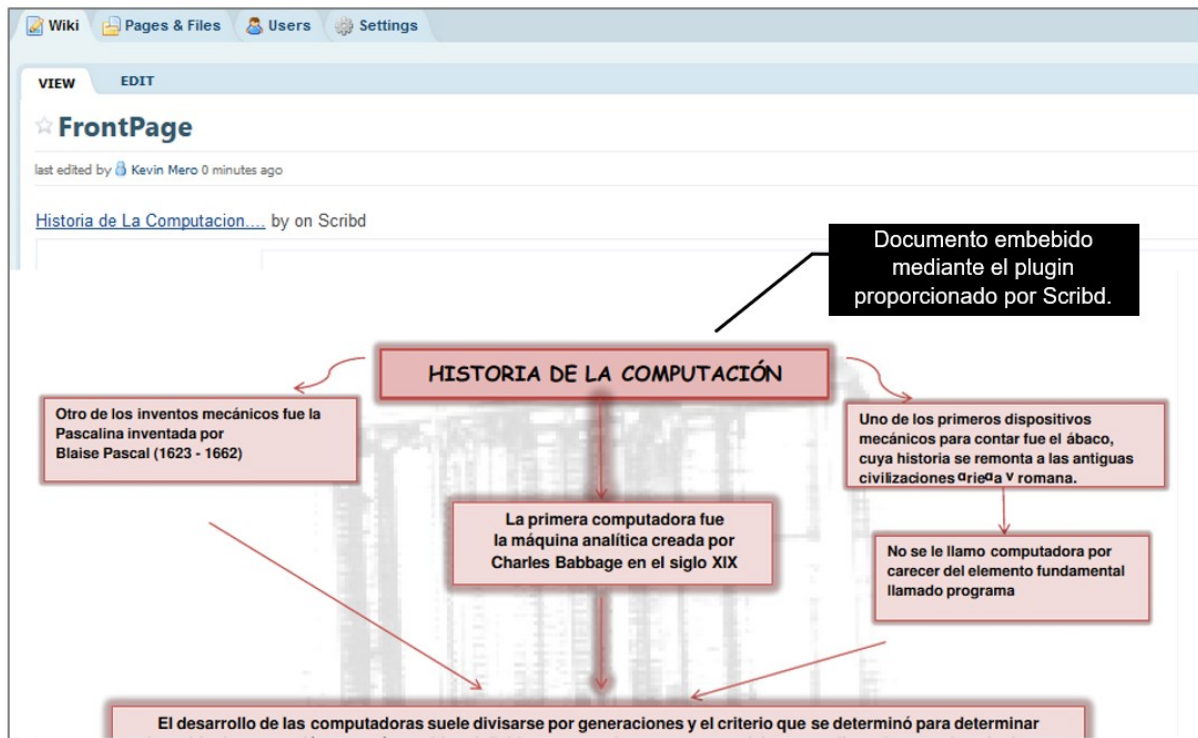 Wiki Pages & Files Users Settings
VIEW EDIT
FrontPage
last edited by Kevin Mero 0 minutes ago
Historia de La Computacion.... by on Scribd
Documento embebido
mediante el plugin
proporcionado por Scribd.
HISTORIA DE LA COMPUTACIÓN
Otro de los inventos mecánicos fue la
Pascalina inventada por
Blaise Pascal (1623 - 1662)
Uno de los primeros dispositivos
mecánicos para contar fue el ábaco,
cuya historia se remonta a las antiguas
civilizaciones griega y romana.
La primera computadora fue
la máquina analítica creada por
Charles Babbage en el siglo XIX
No se le llamo computadora por
carecer del elemento fundamental
llamado programa
El desarrollo de las computadoras suele divisarse por generaciones y el criterio que se determinó para determinar